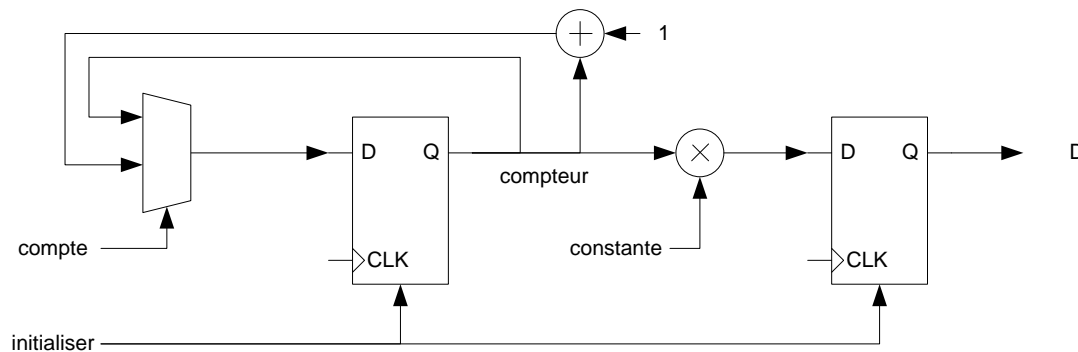 1
D Q
D Q
D
compteur
compte
constante
CLK
CLK
initialiser